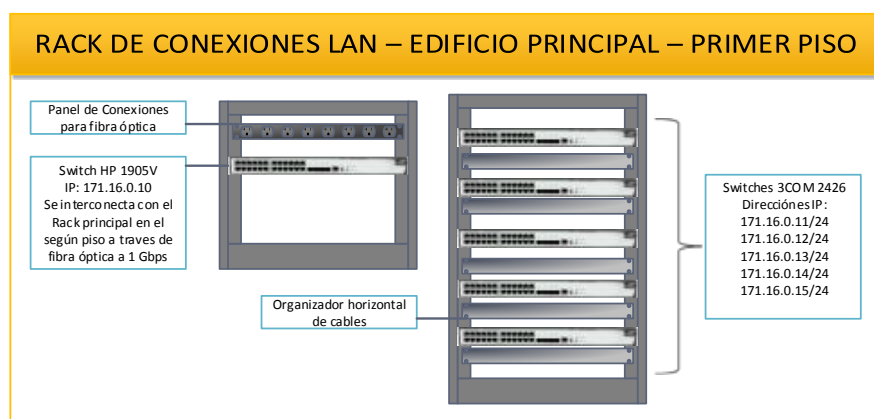 RACK DE CONEXIONES LAN – EDIFICIO PRINCIPAL – PRIMER PISO
Panel de Conexiones
para fibra óptica
Switch HP 1905V
IP: 171.16.0.10
Se interconecta con el
Rack principal en el
según piso a traves de
fibra óptica a 1 Gbps
Organizador horizontal
de cables
Switches 3COM 2426
Direcciónes IP:
171.16.0.11/24
171.16.0.12/24
171.16.0.13/24
171.16.0.14/24
171.16.0.15/24